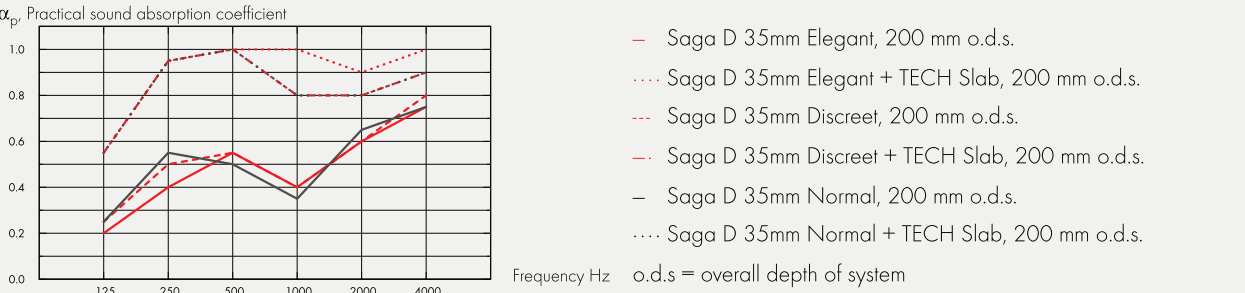 αp, Practical sound absorption coefficient
1.0
0.8
0.6
0.4
0.2
0.0
125 250 500 1000 2000 4000
Frequency Hz
Saga D 35mm Elegant, 200 mm o.d.s.
Saga D 35mm Elegant + TECH Slab, 200 mm o.d.s.
Saga D 35mm Discreet, 200 mm o.d.s.
Saga D 35mm Discreet + TECH Slab, 200 mm o.d.s.
Saga D 35mm Normal, 200 mm o.d.s.
Saga D 35mm Normal + TECH Slab, 200 mm o.d.s.
o.d.s = overall depth of system